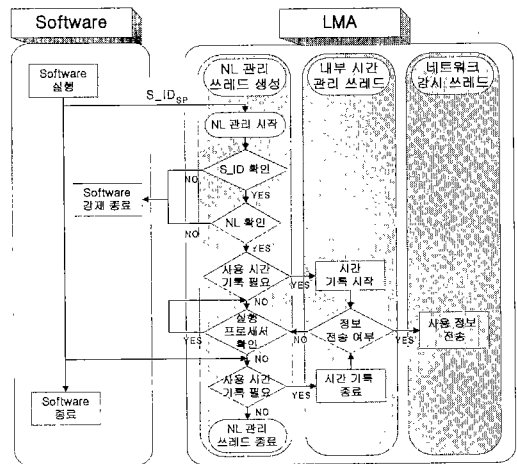 Software
LMA
Software
실행
NL 관리
쓰레드 생성
내부 시간
관리 쓰레드
네트워크
감시 쓰레드
S_ID_SP
NL 관리 시작
S_ID 확인
NO
YES
Software
강제 종료
NL 확인
NO
YES
사용 시간
기록 필요
YES
시간
기록 시작
NO
실행
프로세서
확인
YES
NO
정보
전송 여부
NO
YES
사용 정보
전송
사용 시간
기록 필요
YES
시간 기록
종료
NO
Software
종료
NL 관리
쓰레드 종료